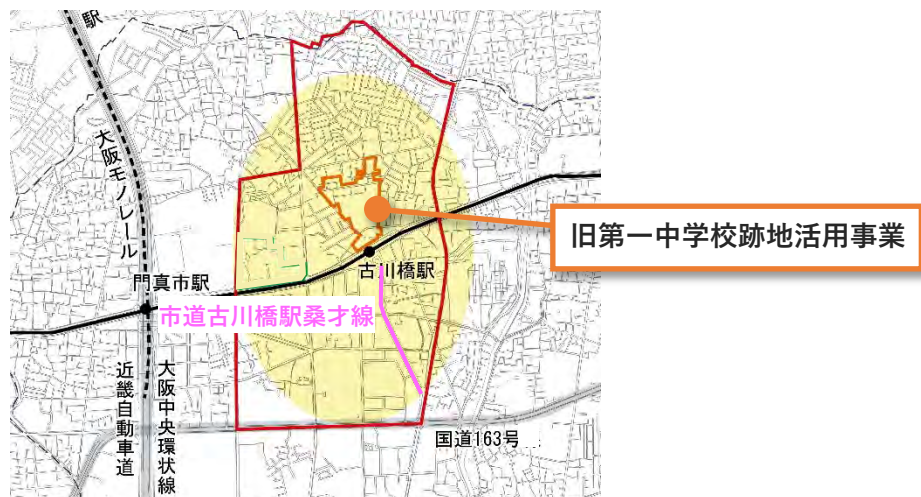 駅
大阪モノレール
旧第一中学校跡地活用事業
古川橋駅
門真市駅
市道古川橋駅桑才線
近畿自動車道
大阪中央環状線
国道163号